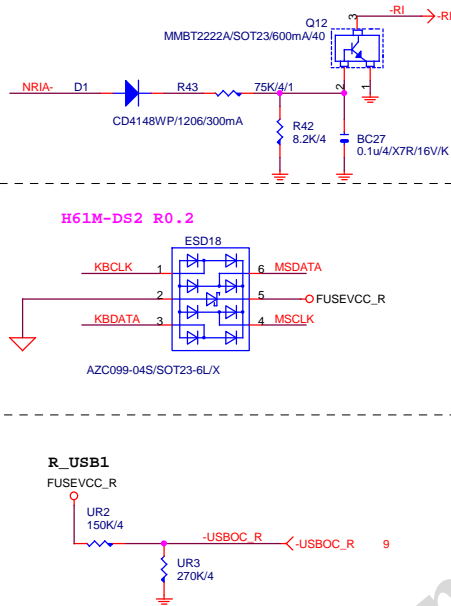 -RI
3
-RI
Q12
MMBT2222A/SOT23/600mA/40
NRIA-
D1
R43
75K/4/1
2
1
CD4148WP/1206/300mA
R42
8.2K/4
BC27
0.1u/4/X7R/16V/K
H61M-DS2 R0.2
ESD18
KBCLK
1
6
MSDATA
2
5
FUSEVCC_R
KBDATA
3
4
MSCLK
AZC099-04S/SOT23-6L/X
R_USB1
FUSEVCC_R
UR2
150K/4
-USBOC_R
-USBOC_R
9
UR3
270K/4